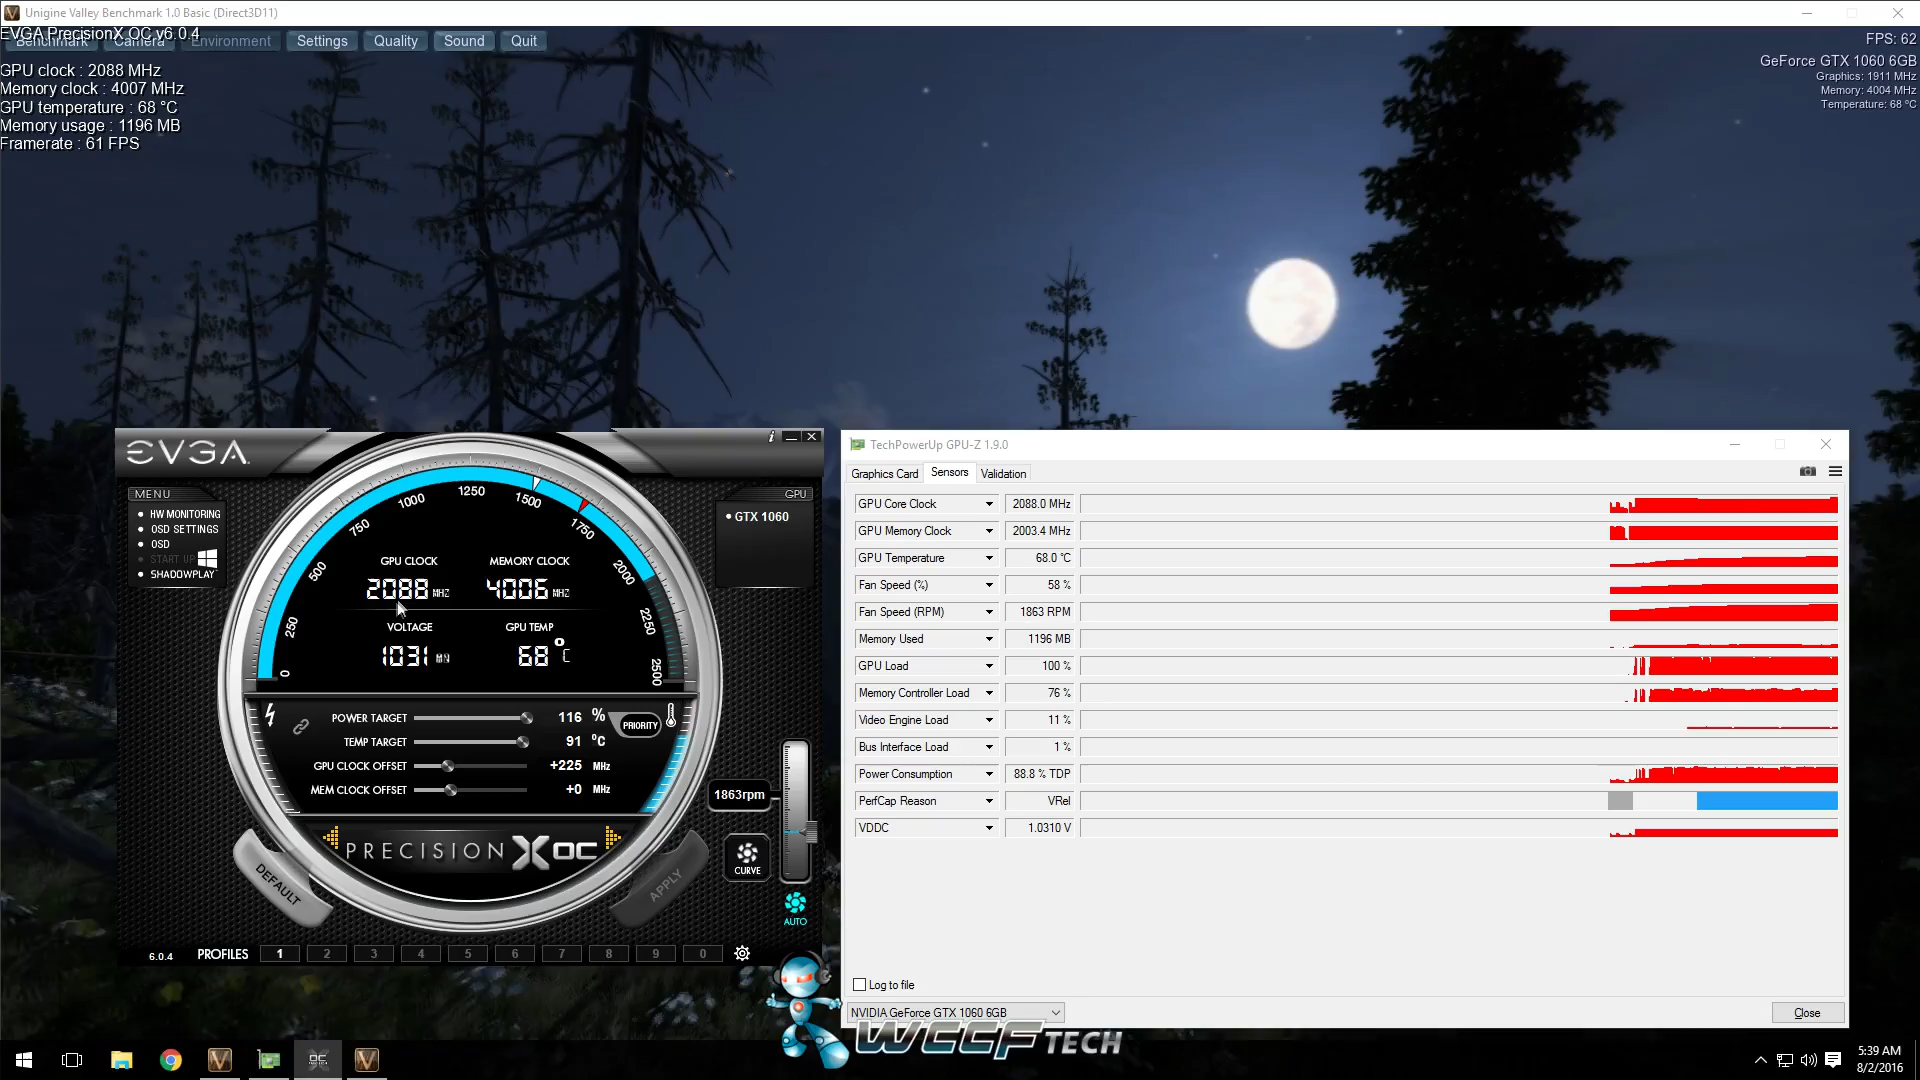 Unigine Valley Benchmark 1.0 Basic (Direct3D11)
EVGA PrecisionX OC v6.0.4
Benchmark Camera Environment Settings Quality Sound Quit
FPS: 62
GeForce GTX 1060 6GB
Graphics: 1911 MHz
Memory: 4004 MHz
Temperature: 68 °C
GPU clock : 2088 MHz
Memory clock : 4007 MHz
GPU temperature : 68 °C
Memory usage : 1196 MB
Framerate : 61 FPS
EVGA
i
MENU
HW MONITORING
OSD SETTINGS
OSD
START UP
SHADOWPLAY
GPU
GTX 1060
0 250 500 750 1000 1250 1500 1750 2000 2250 2500
GPU CLOCK MEMORY CLOCK
2088 MHZ 4006 MHZ
VOLTAGE GPU TEMP
1031 68 °C
POWER TARGET 116 %
PRIORITY
TEMP TARGET 91 °C
GPU CLOCK OFFSET +225 MHz
MEM CLOCK OFFSET +0 MHz
1863rpm
PRECISION X OC
DEFAULT
APPLY
CURVE
AUTO
6.0.4 PROFILES 1 2 3 4 5 6 7 8 9 0
TechPowerUp GPU-Z 1.9.0
Graphics Card Sensors Validation
GPU Core Clock 2088.0 MHz
GPU Memory Clock 2003.4 MHz
GPU Temperature 68.0 °C
Fan Speed (%) 58 %
Fan Speed (RPM) 1863 RPM
Memory Used 1196 MB
GPU Load 100 %
Memory Controller Load 76 %
Video Engine Load 11 %
Bus Interface Load 1 %
Power Consumption 88.8 % TDP
PerfCap Reason VRel
VDDC 1.0310 V
Log to file
NVIDIA GeForce GTX 1060 6GB
Close
WCCF TECH
OC
5:39 AM
8/2/2016